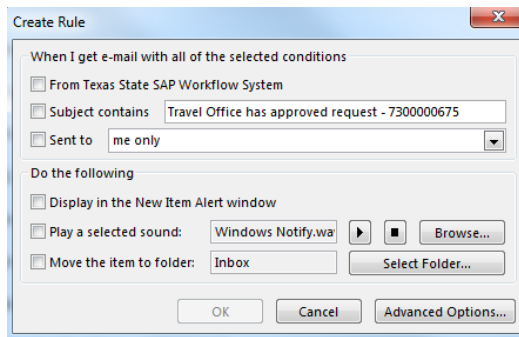 Create Rule
When I get e-mail with all of the selected conditions
From Texas State SAP Workflow System
Subject contains Travel Office has approved request - 7300000675
Sent to me only
Do the following
Display in the New Item Alert window
Play a selected sound: Windows Notify.wa Browse...
Move the item to folder: Inbox Select Folder...
OK Cancel Advanced Options...